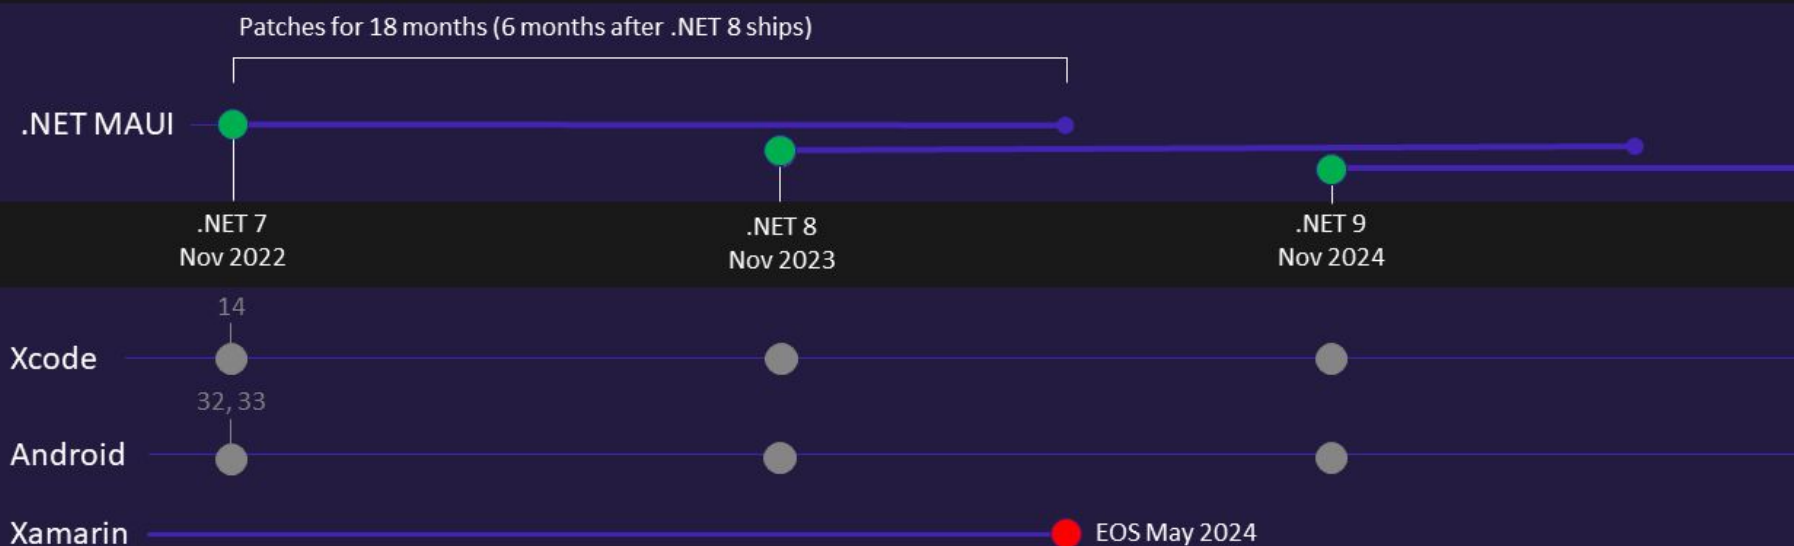 Patches for 18 months (6 months after .NET 8 ships)
.NET MAUI
.NET 7
Nov 2022
.NET 8
Nov 2023
.NET 9
Nov 2024
14
Xcode
32, 33
Android
Xamarin
EOS May 2024